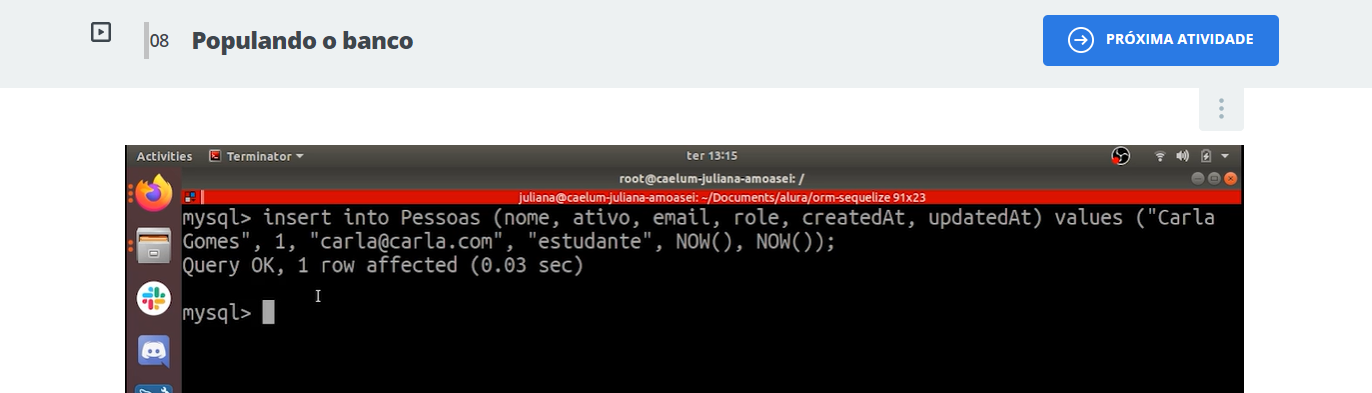 08 Populando o banco
PRÓXIMA ATIVIDADE
Activities Terminator ter 13:15
root@caelum-juliana-amoasei: /
juliana@caelum-juliana-amoasei: ~/Documents/alura/orm-sequelize 91x23
mysql> insert into Pessoas (nome, ativo, email, role, createdAt, updatedAt) values ("Carla
Gomes", 1, "carla@carla.com", "estudante", NOW(), NOW());
Query OK, 1 row affected (0.03 sec)
mysql>